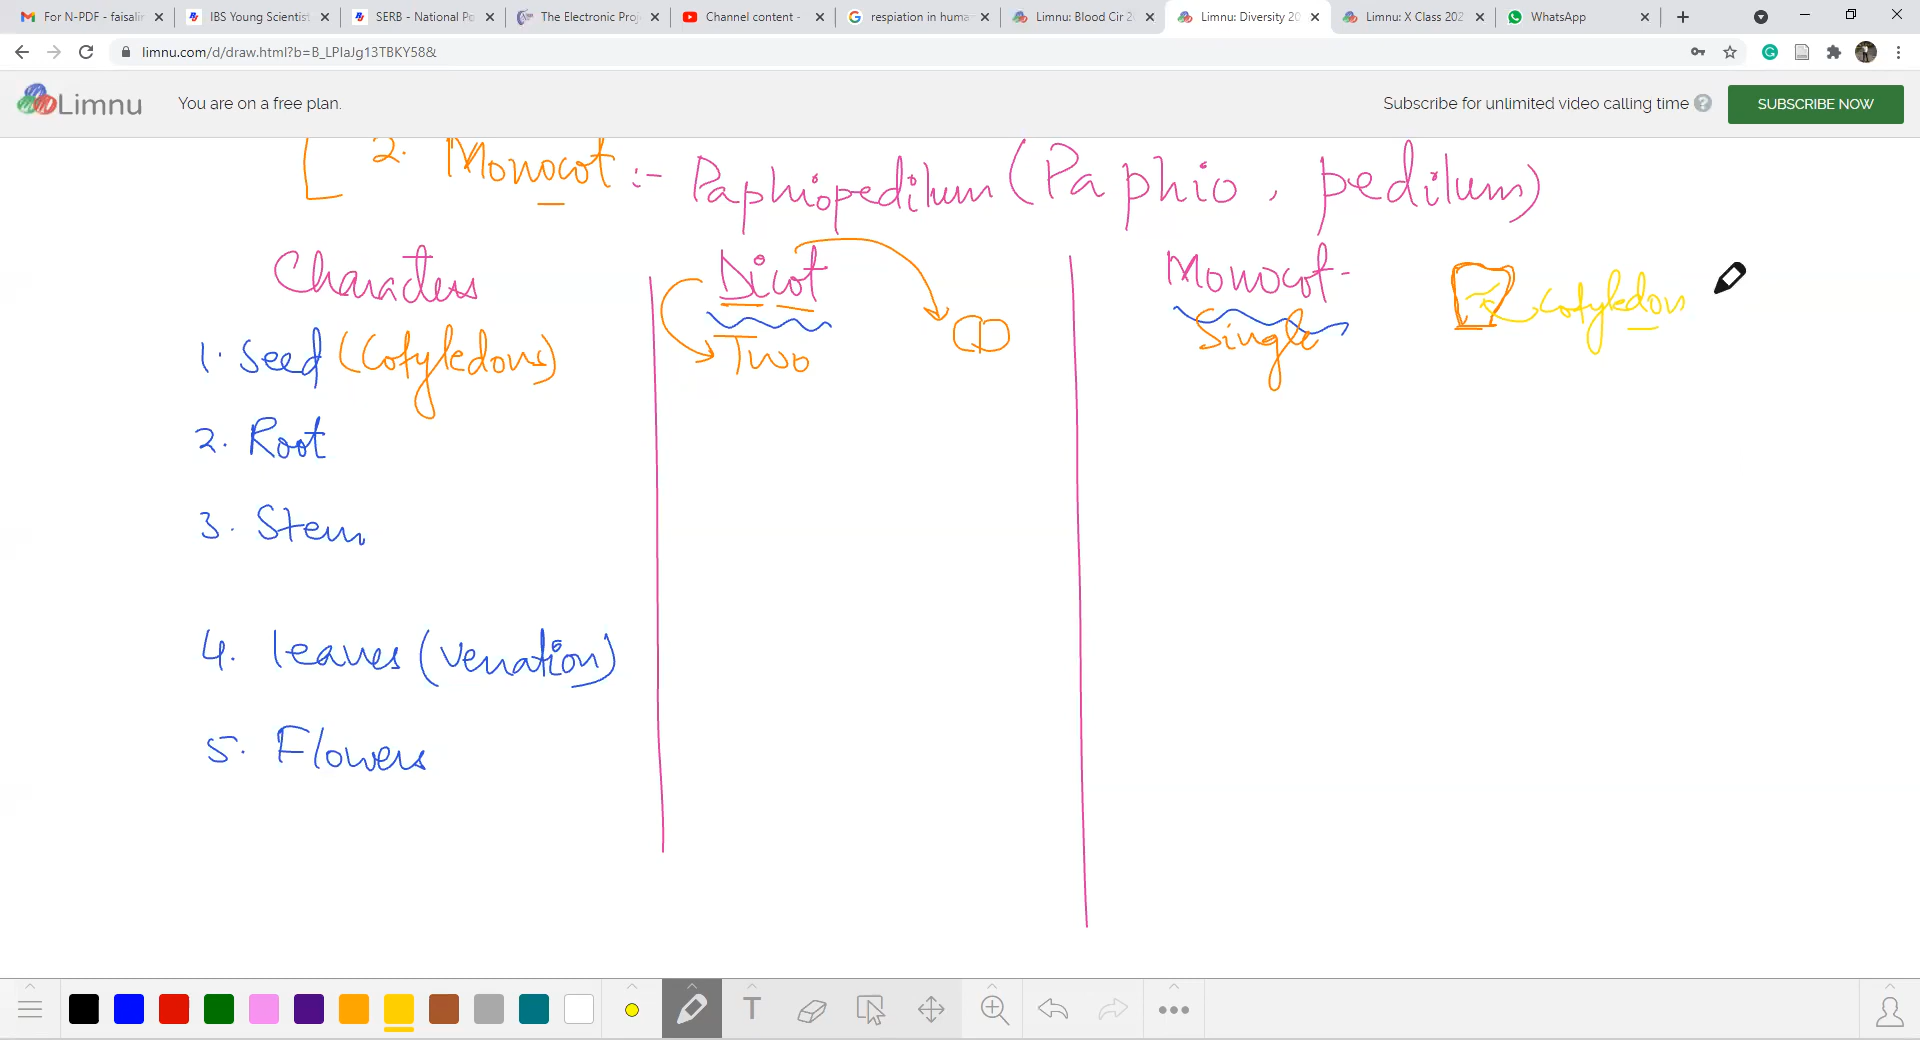 For N-PDF - faisalir
IBS Young Scientist
SERB - National Po
The Electronic Proj
Channel content -
respiation in huma
Limnu: Blood Cir 2
Limnu: Diversity 20
Limnu: X Class 202
WhatsApp
limnu.com/d/draw.html?b=B_LPIaJg13TBKY58&
Limnu
You are on a free plan.
Subscribe for unlimited video calling time ?
SUBSCRIBE NOW
2. Monocot :- Paphiopedilum (Paphio, pedilum)
Characters
Dicot
Monocot-
Cotyledons
1. Seed (Cotyledons)
Two
Single
2. Root
3. Stem
4. leaves (venation)
5. Flowers
T